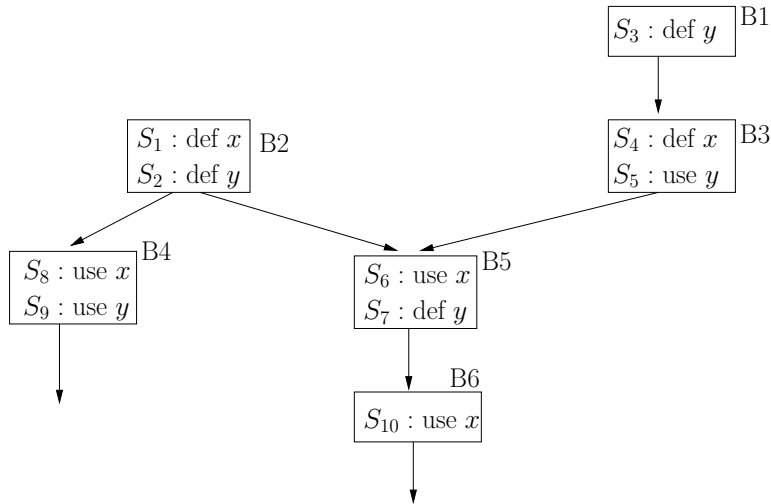 B1
S₃ : def y
S₁ : def x
S₂ : def y
B2
S₄ : def x
S₅ : use y
B3
S₈ : use x
S₉ : use y
B4
S₆ : use x
S₇ : def y
B5
B6
S₁₀ : use x